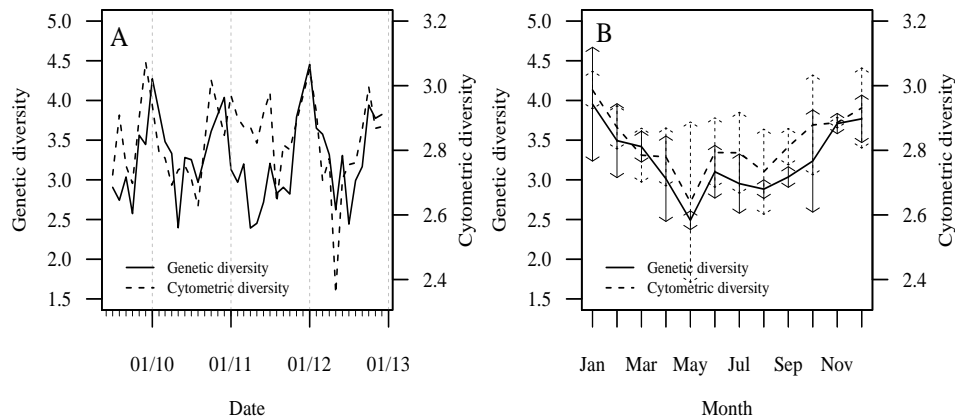 A
Genetic diversity
5.0
4.5
4.0
3.5
3.0
2.5
2.0
1.5
3.2
3.0
2.8
2.6
2.4
Cytometric diversity
Genetic diversity
Cytometric diversity
01/10 01/11 01/12 01/13
Date
B
Genetic diversity
5.0
4.5
4.0
3.5
3.0
2.5
2.0
1.5
3.2
3.0
2.8
2.6
2.4
Cytometric diversity
Genetic diversity
Cytometric diversity
Jan Mar May Jul Sep Nov
Month